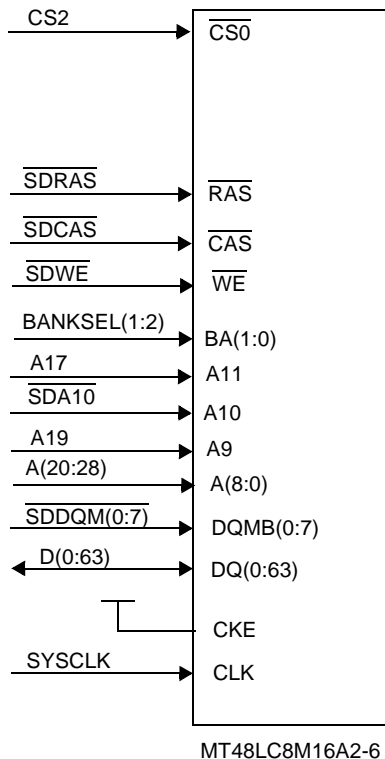 CS2 CS0
SDRAS RAS
SDCAS CAS
SDWE WE
BANKSEL(1:2) BA(1:0)
A17 A11
SDA10 A10
A19 A9
A(20:28) A(8:0)
SDDQM(0:7) DQMB(0:7)
D(0:63) DQ(0:63)
CKE
SYSCLK CLK
MT48LC8M16A2-6